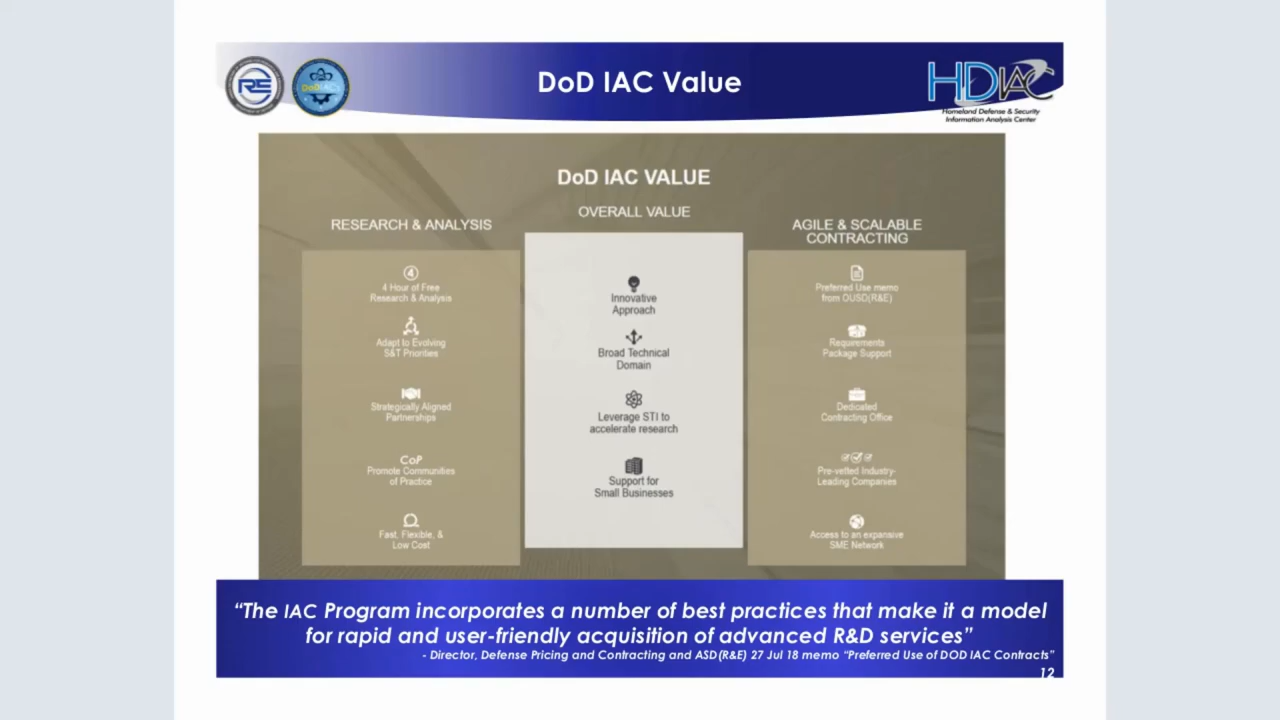 DoD IAC Value
RE
DoDIACs
HDIAC
Homeland Defense & Security
Information Analysis Center
DoD IAC VALUE
RESEARCH & ANALYSIS
4
4 Hour of Free
Research & Analysis
Adapt to Evolving
S&T Priorities
Strategically Aligned
Partnerships
CoP
Promote Communities
of Practice
Fast, Flexible, &
Low Cost
OVERALL VALUE
Innovative
Approach
Broad Technical
Domain
Leverage STI to
accelerate research
Support for
Small Businesses
AGILE & SCALABLE
CONTRACTING
Preferred Use memo
from OUSD(R&E)
Requirements
Package Support
Dedicated
Contracting Office
Pre-vetted Industry-
Leading Companies
Access to an expansive
SME Network
“The IAC Program incorporates a number of best practices that make it a model
for rapid and user-friendly acquisition of advanced R&D services”
- Director, Defense Pricing and Contracting and ASD(R&E) 27 Jul 18 memo “Preferred Use of DOD IAC Contracts”
12